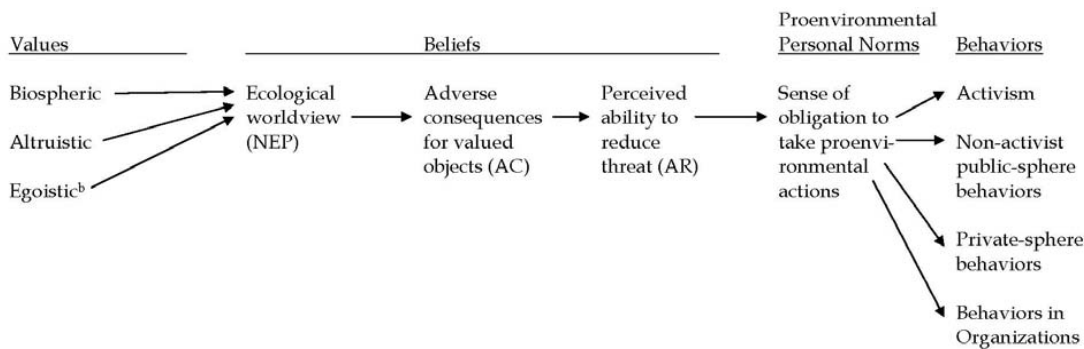 Proenvironmental
Values
Beliefs
Personal Norms
Behaviors
Biospheric
Altruistic
Egoisticᵇ
Ecological
worldview
(NEP)
Adverse
consequences
for valued
objects (AC)
Perceived
ability to
reduce
threat (AR)
Sense of
obligation to
take proenvi-
ronmental
actions
Activism
Non-activist
public-sphere
behaviors
Private-sphere
behaviors
Behaviors in
Organizations